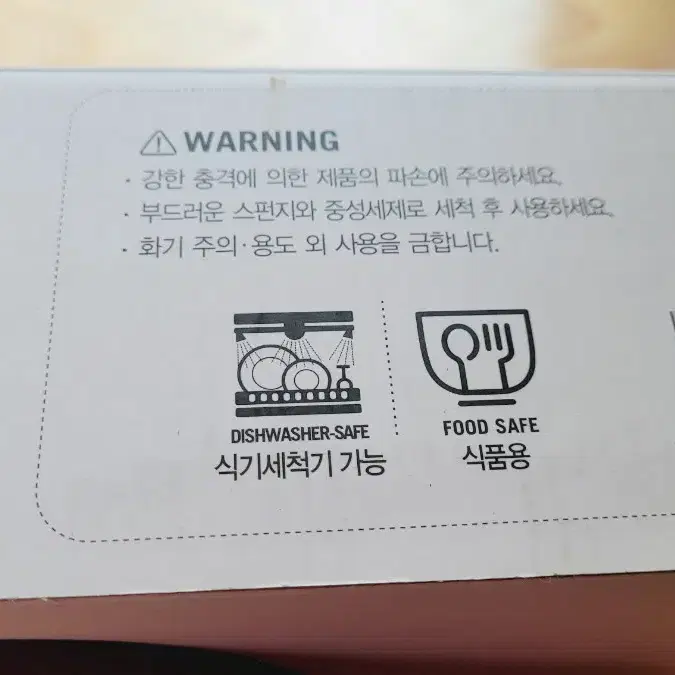 ⚠ WARNING
· 강한 충격에 의한 제품의 파손에 주의하세요.
· 부드러운 스펀지와 중성세제로 세척 후 사용하세요.
· 화기 주의·용도 외 사용을 금합니다.
DISHWASHER-SAFE
식기세척기 가능
FOOD SAFE
식품용